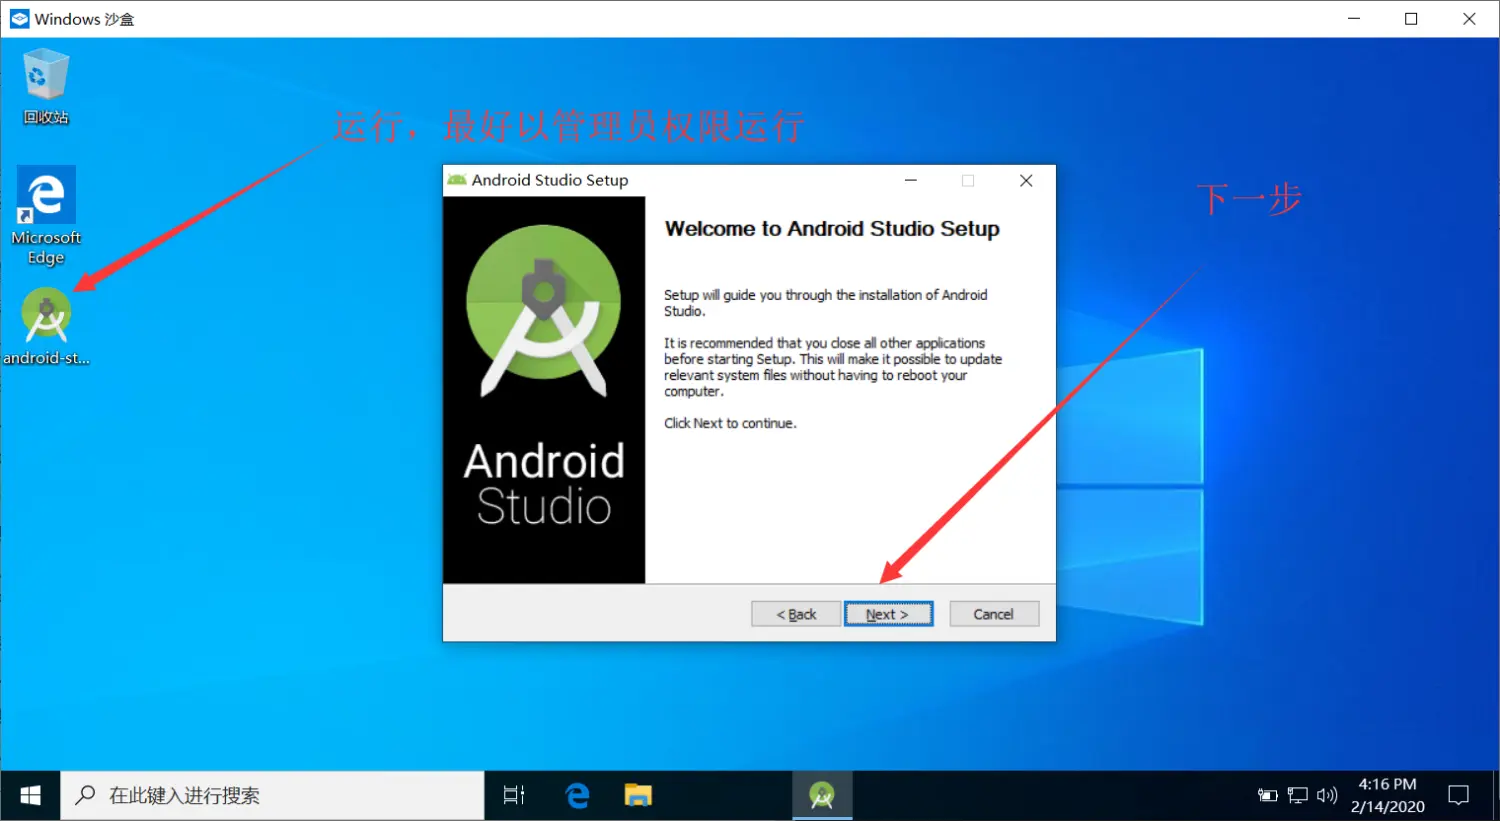 Windows 沙盒
回收站
运行，最好以管理员权限运行
Android Studio Setup
下一步
Microsoft
Edge
android-st...
Welcome to Android Studio Setup
Setup will guide you through the installation of Android
Studio.
It is recommended that you close all other applications
before starting Setup. This will make it possible to update
relevant system files without having to reboot your
computer.
Click Next to continue.
Android
Studio
< Back
Next >
Cancel
在此键入进行搜索
4:16 PM
2/14/2020